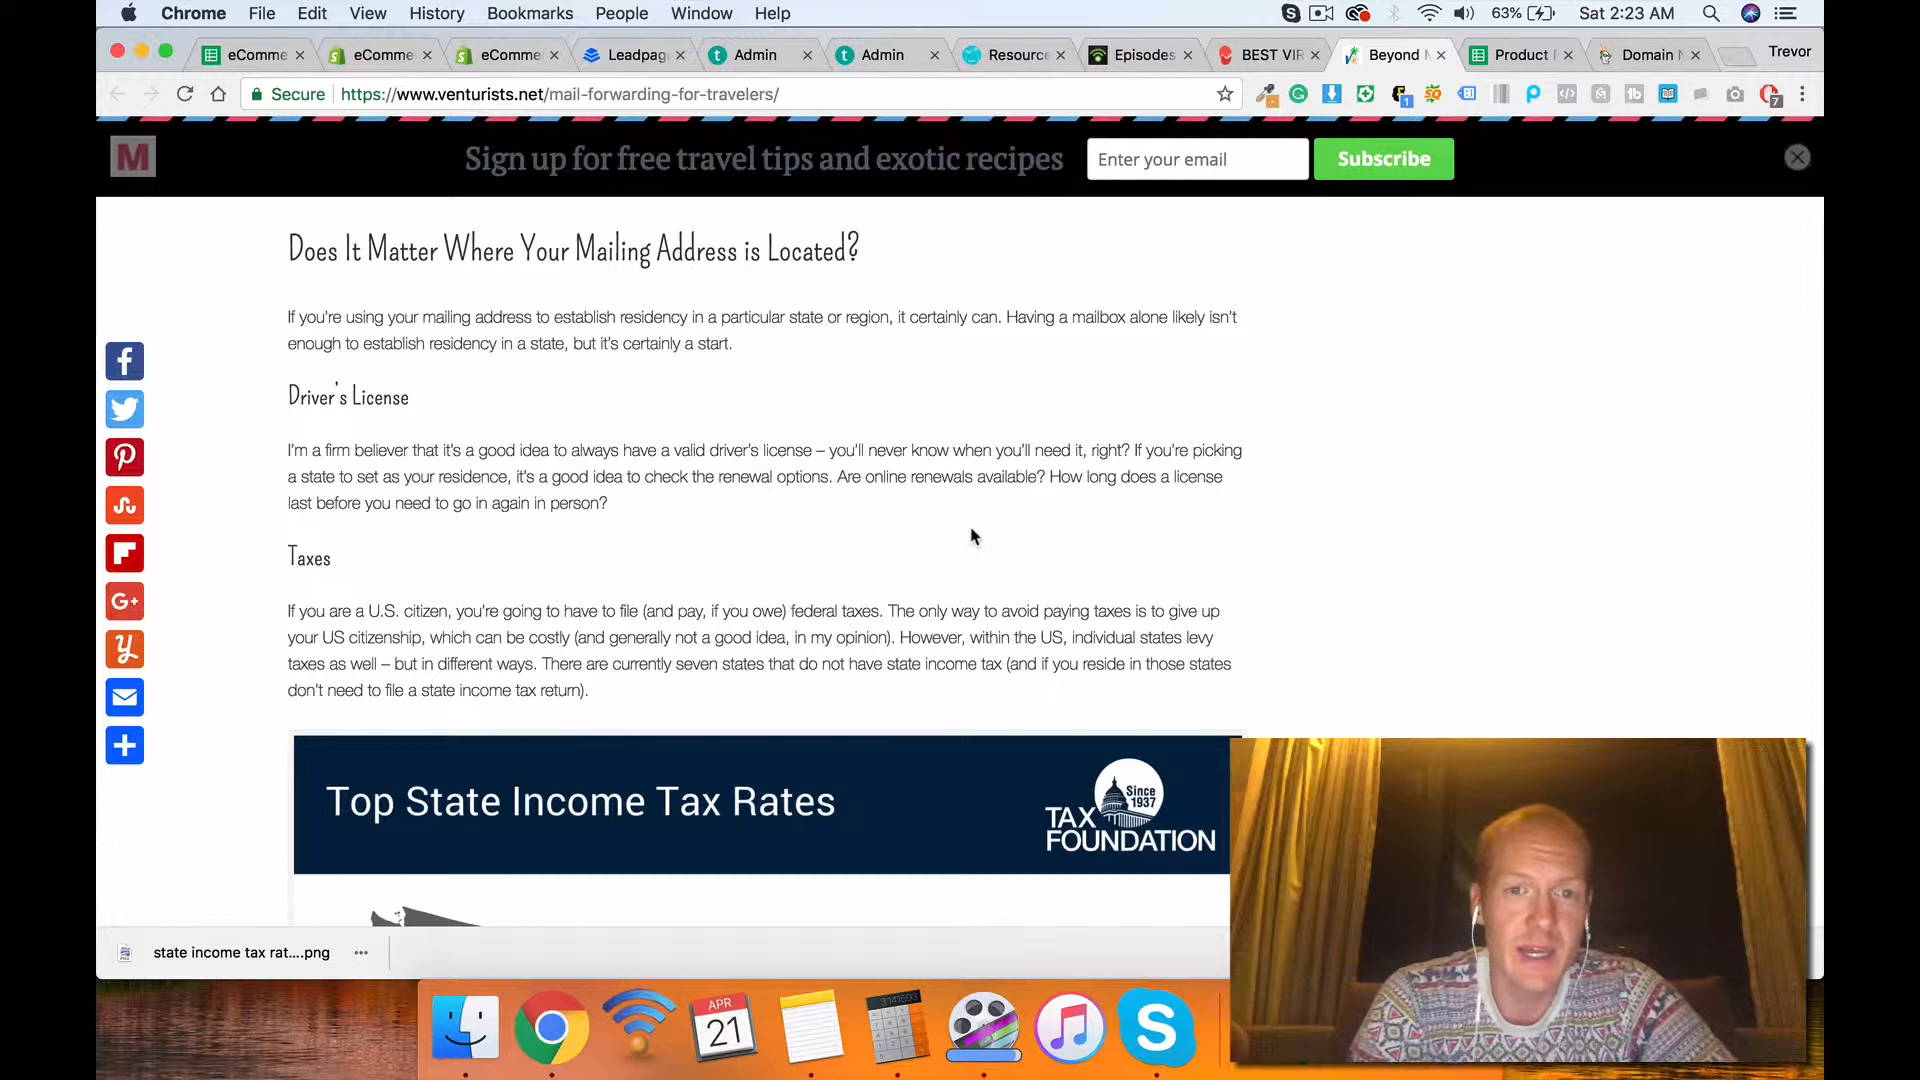 Chrome File Edit View History Bookmarks People Window Help 63% Sat 2:23 AM
eComme eComme eComme Leadpag Admin Admin Resource Episodes BEST VIR Beyond Product Domain Trevor
Secure https://www.venturists.net/mail-forwarding-for-travelers/
M Sign up for free travel tips and exotic recipes Enter your email Subscribe
Does It Matter Where Your Mailing Address is Located?
If you're using your mailing address to establish residency in a particular state or region, it certainly can. Having a mailbox alone likely isn't
enough to establish residency in a state, but it's certainly a start.
Driver's License
I'm a firm believer that it's a good idea to always have a valid driver's license – you'll never know when you'll need it, right? If you're picking
a state to set as your residence, it's a good idea to check the renewal options. Are online renewals available? How long does a license
last before you need to go in again in person?
Taxes
If you are a U.S. citizen, you're going to have to file (and pay, if you owe) federal taxes. The only way to avoid paying taxes is to give up
your US citizenship, which can be costly (and generally not a good idea, in my opinion). However, within the US, individual states levy
taxes as well – but in different ways. There are currently seven states that do not have state income tax (and if you reside in those states
don't need to file a state income tax return).
Top State Income Tax Rates
Since
1937
TAX
FOUNDATION
state income tax rat....png
APR
21